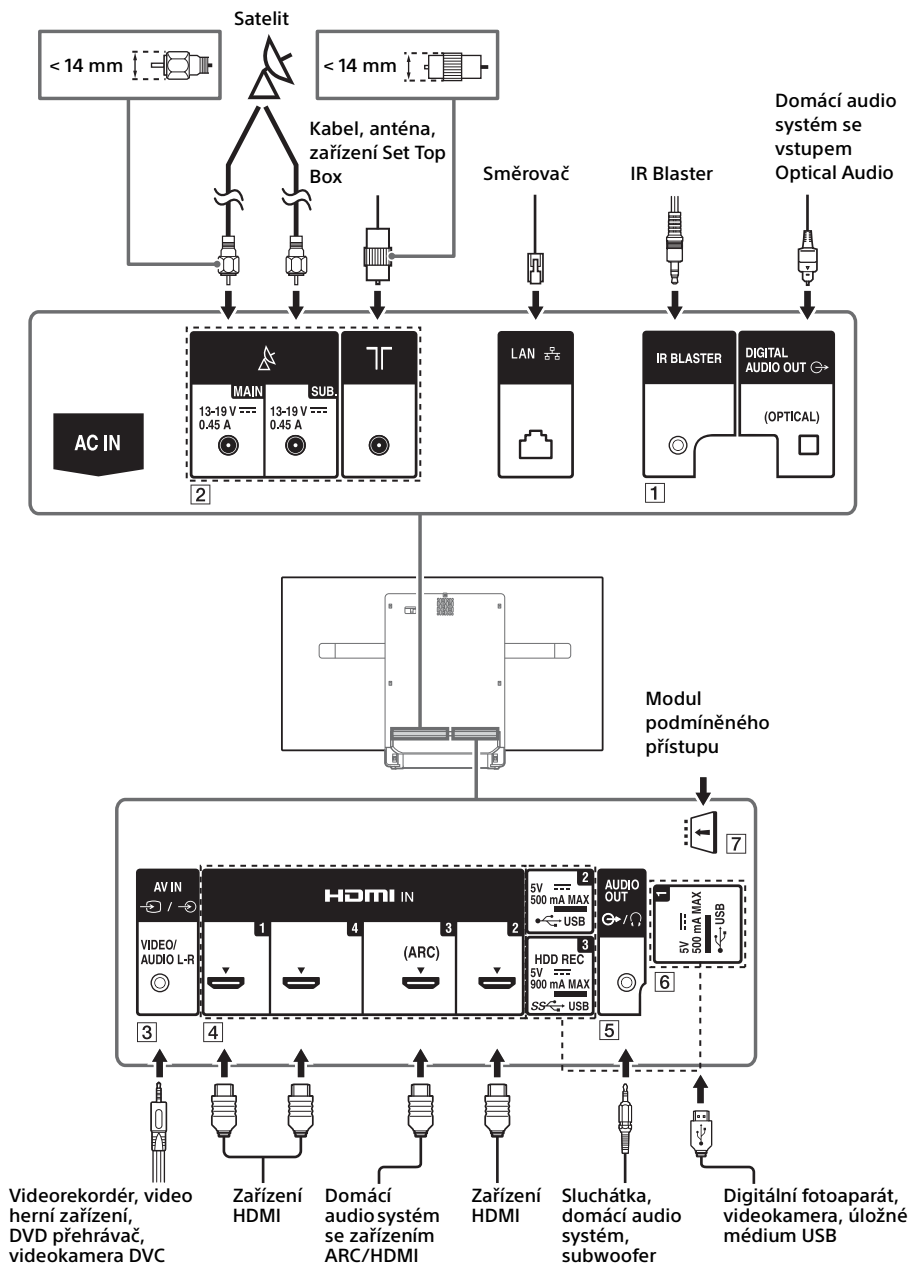 Satelit
< 14 mm
< 14 mm
Kabel, anténa,
zařízení Set Top
Box
Směrovač
IR Blaster
Domácí audio
systém se
vstupem
Optical Audio
AC IN
MAIN
13-19 V
0.45 A
SUB.
13-19 V
0.45 A
2
LAN
IR BLASTER
1
DIGITAL
AUDIO OUT
(OPTICAL)
Modul
podmíněného
přístupu
7
AV IN
/
VIDEO/
AUDIO L-R
3
HDMI IN
1
4
(ARC)
3
2
4
2
5V
500 mA MAX
USB
3
HDD REC
5V
900 mA MAX
SS USB
AUDIO
OUT
/
5
1
5V
500 mA MAX
USB
6
Videorekordér, video
herní zařízení,
DVD přehrávač,
videokamera DVC
Zařízení
HDMI
Domácí
audio systém
se zařízením
ARC/HDMI
Zařízení
HDMI
Sluchátka,
domácí audio
systém,
subwoofer
Digitální fotoaparát,
videokamera, úložné
médium USB